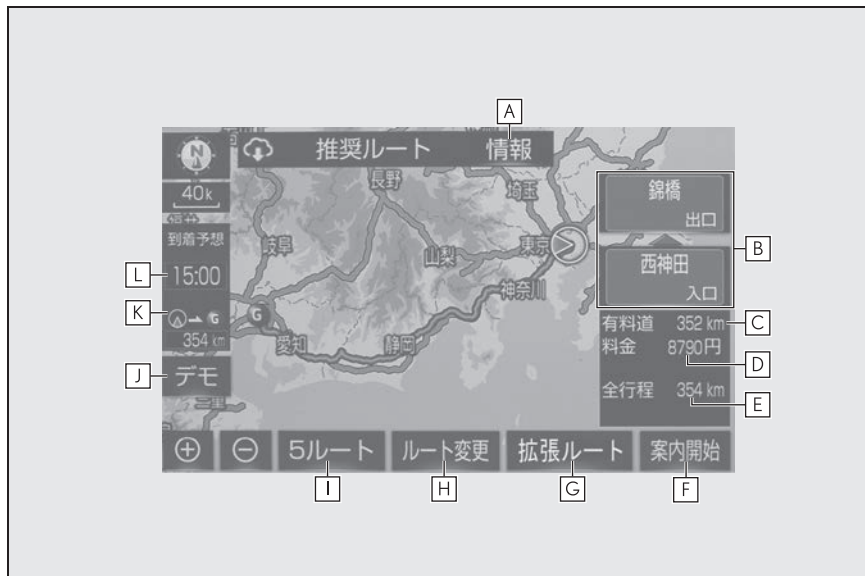 A
推奨ルート 情報
N
40k
長野
埼玉
錦橋
出口
福井
到着予想
岐阜
山梨
東京
B
L
15:00
西神田
入口
神奈川
K
G
G
354 km
愛知
静岡
有料道 352 km
C
料金 8790円
D
J
デモ
全行程 354 km
E
三重
5ルート ルート変更 拡張ルート 案内開始
I
H
G
F